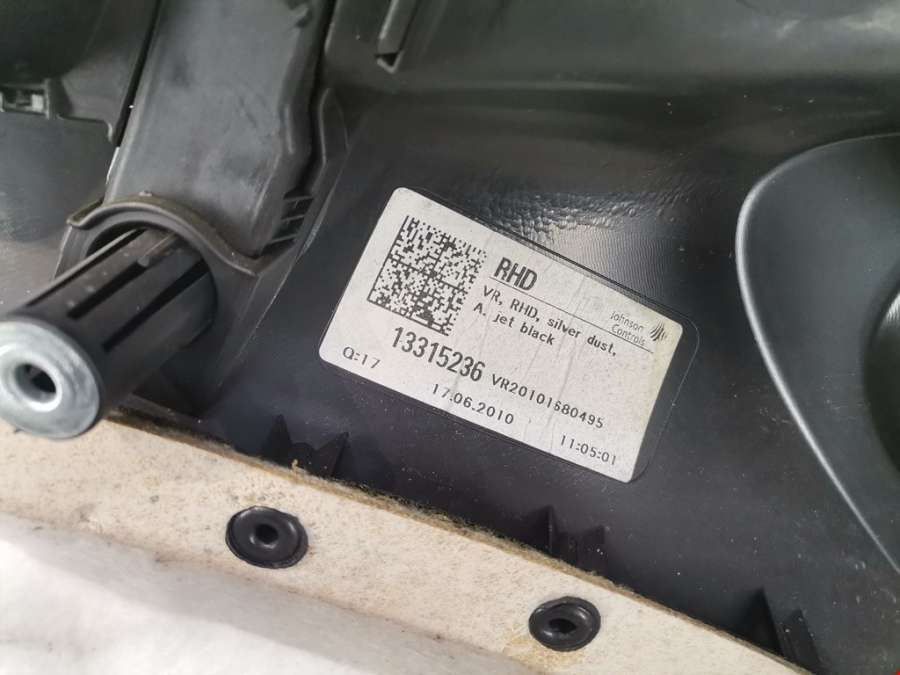 RHD
VR, RHD, silver dust,
A. jet black
Johnson
Controls
13315236 VR20101680495
Q:17 17.06.2010 11:05:01